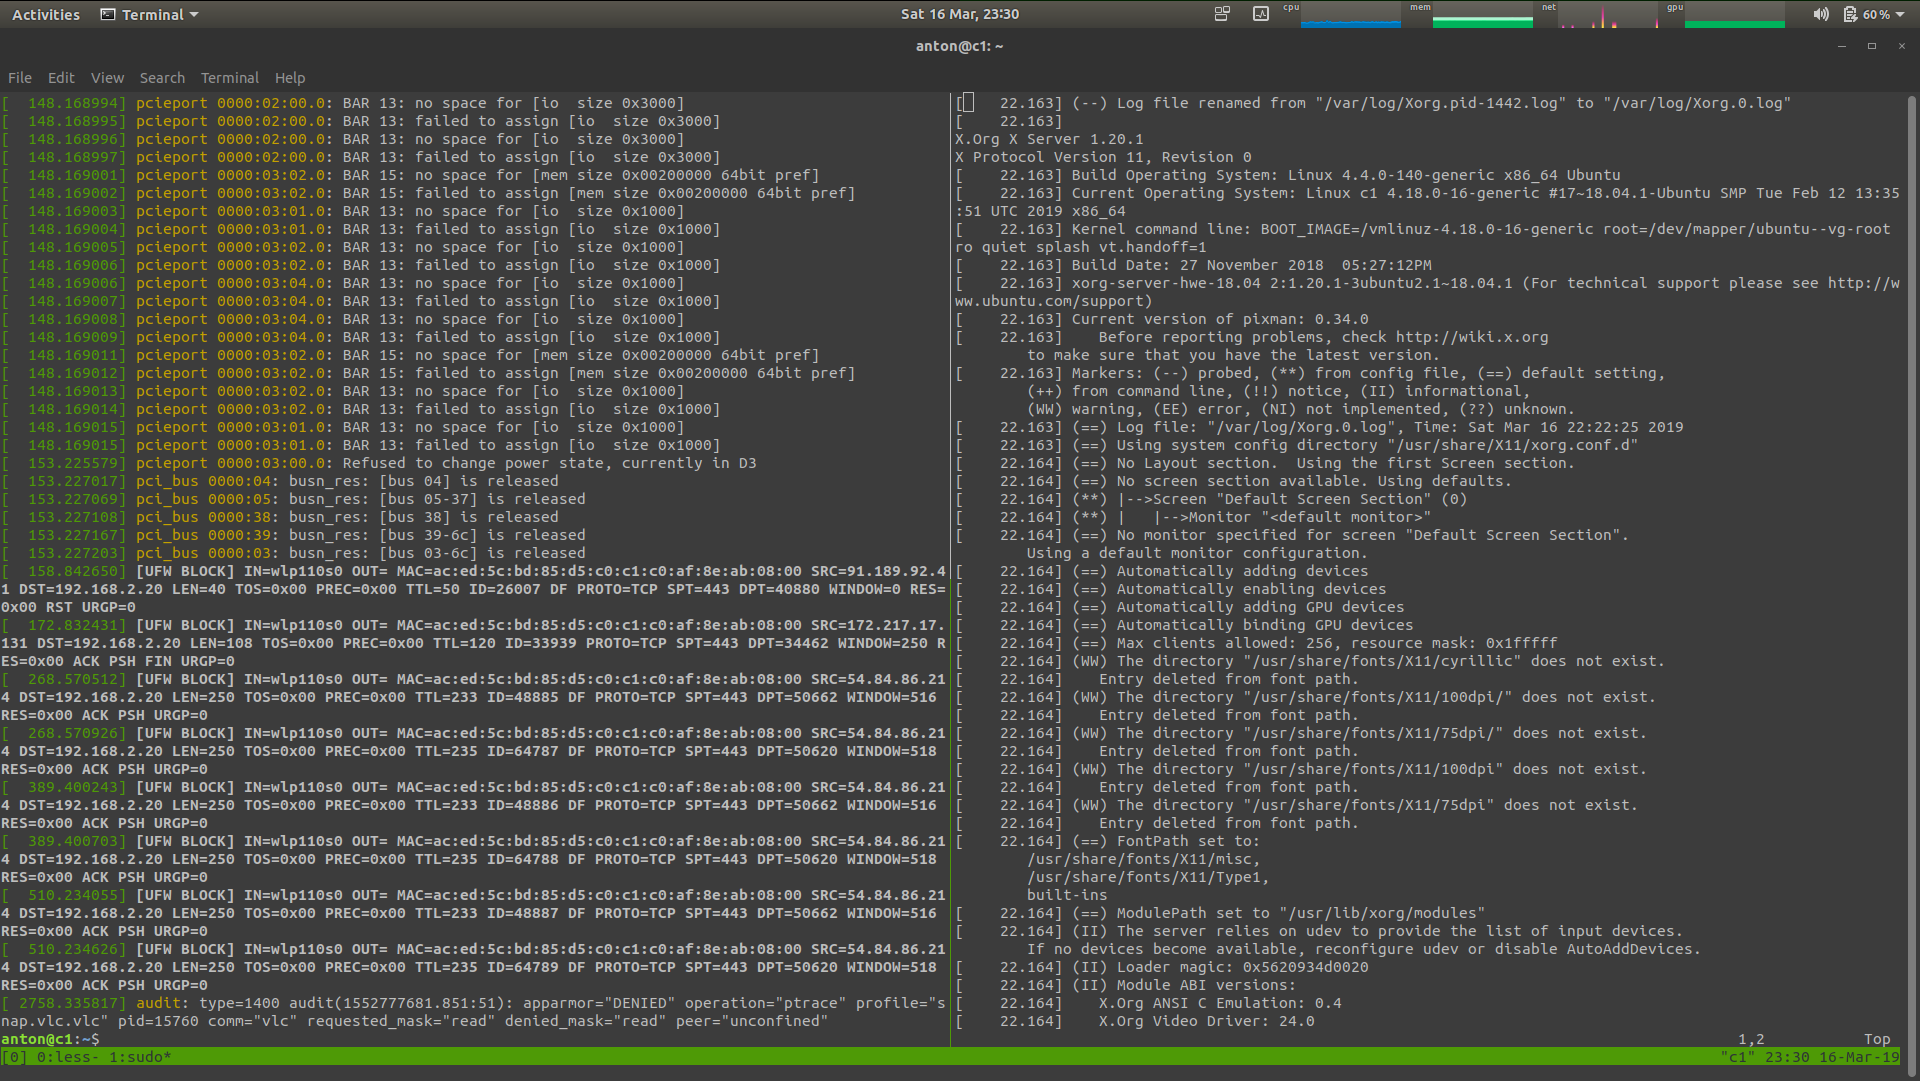 Activities Terminal Sat 16 Mar, 23:30 cpu mem net gpu 60 %
anton@c1: ~
File Edit View Search Terminal Help
[  148.168994] pcieport 0000:02:00.0: BAR 13: no space for [io  size 0x3000]
[  148.168995] pcieport 0000:02:00.0: BAR 13: failed to assign [io  size 0x3000]
[  148.168996] pcieport 0000:02:00.0: BAR 13: no space for [io  size 0x3000]
[  148.168997] pcieport 0000:02:00.0: BAR 13: failed to assign [io  size 0x3000]
[  148.169001] pcieport 0000:03:02.0: BAR 15: no space for [mem size 0x00200000 64bit pref]
[  148.169002] pcieport 0000:03:02.0: BAR 15: failed to assign [mem size 0x00200000 64bit pref]
[  148.169003] pcieport 0000:03:01.0: BAR 13: no space for [io  size 0x1000]
[  148.169004] pcieport 0000:03:01.0: BAR 13: failed to assign [io  size 0x1000]
[  148.169005] pcieport 0000:03:02.0: BAR 13: no space for [io  size 0x1000]
[  148.169006] pcieport 0000:03:02.0: BAR 13: failed to assign [io  size 0x1000]
[  148.169006] pcieport 0000:03:04.0: BAR 13: no space for [io  size 0x1000]
[  148.169007] pcieport 0000:03:04.0: BAR 13: failed to assign [io  size 0x1000]
[  148.169008] pcieport 0000:03:04.0: BAR 13: no space for [io  size 0x1000]
[  148.169009] pcieport 0000:03:04.0: BAR 13: failed to assign [io  size 0x1000]
[  148.169011] pcieport 0000:03:02.0: BAR 15: no space for [mem size 0x00200000 64bit pref]
[  148.169012] pcieport 0000:03:02.0: BAR 15: failed to assign [mem size 0x00200000 64bit pref]
[  148.169013] pcieport 0000:03:02.0: BAR 13: no space for [io  size 0x1000]
[  148.169014] pcieport 0000:03:02.0: BAR 13: failed to assign [io  size 0x1000]
[  148.169015] pcieport 0000:03:01.0: BAR 13: no space for [io  size 0x1000]
[  148.169015] pcieport 0000:03:01.0: BAR 13: failed to assign [io  size 0x1000]
[  153.225579] pcieport 0000:03:00.0: Refused to change power state, currently in D3
[  153.227017] pci_bus 0000:04: busn_res: [bus 04] is released
[  153.227069] pci_bus 0000:05: busn_res: [bus 05-37] is released
[  153.227108] pci_bus 0000:38: busn_res: [bus 38] is released
[  153.227167] pci_bus 0000:39: busn_res: [bus 39-6c] is released
[  153.227203] pci_bus 0000:03: busn_res: [bus 03-6c] is released
[  158.842650] [UFW BLOCK] IN=wlp110s0 OUT= MAC=ac:ed:5c:bd:85:d5:c0:c1:c0:af:8e:ab:08:00 SRC=91.189.92.4
1 DST=192.168.2.20 LEN=40 TOS=0x00 PREC=0x00 TTL=50 ID=26007 DF PROTO=TCP SPT=443 DPT=40880 WINDOW=0 RES=
0x00 RST URGP=0
[  172.832431] [UFW BLOCK] IN=wlp110s0 OUT= MAC=ac:ed:5c:bd:85:d5:c0:c1:c0:af:8e:ab:08:00 SRC=172.217.17.
131 DST=192.168.2.20 LEN=108 TOS=0x00 PREC=0x00 TTL=120 ID=33939 PROTO=TCP SPT=443 DPT=34462 WINDOW=250 R
ES=0x00 ACK PSH FIN URGP=0
[  268.570512] [UFW BLOCK] IN=wlp110s0 OUT= MAC=ac:ed:5c:bd:85:d5:c0:c1:c0:af:8e:ab:08:00 SRC=54.84.86.21
4 DST=192.168.2.20 LEN=250 TOS=0x00 PREC=0x00 TTL=233 ID=48885 DF PROTO=TCP SPT=443 DPT=50662 WINDOW=516
RES=0x00 ACK PSH URGP=0
[  268.570926] [UFW BLOCK] IN=wlp110s0 OUT= MAC=ac:ed:5c:bd:85:d5:c0:c1:c0:af:8e:ab:08:00 SRC=54.84.86.21
4 DST=192.168.2.20 LEN=250 TOS=0x00 PREC=0x00 TTL=235 ID=64787 DF PROTO=TCP SPT=443 DPT=50620 WINDOW=518
RES=0x00 ACK PSH URGP=0
[  389.400243] [UFW BLOCK] IN=wlp110s0 OUT= MAC=ac:ed:5c:bd:85:d5:c0:c1:c0:af:8e:ab:08:00 SRC=54.84.86.21
4 DST=192.168.2.20 LEN=250 TOS=0x00 PREC=0x00 TTL=233 ID=48886 DF PROTO=TCP SPT=443 DPT=50662 WINDOW=516
RES=0x00 ACK PSH URGP=0
[  389.400703] [UFW BLOCK] IN=wlp110s0 OUT= MAC=ac:ed:5c:bd:85:d5:c0:c1:c0:af:8e:ab:08:00 SRC=54.84.86.21
4 DST=192.168.2.20 LEN=250 TOS=0x00 PREC=0x00 TTL=235 ID=64788 DF PROTO=TCP SPT=443 DPT=50620 WINDOW=518
RES=0x00 ACK PSH URGP=0
[  510.234055] [UFW BLOCK] IN=wlp110s0 OUT= MAC=ac:ed:5c:bd:85:d5:c0:c1:c0:af:8e:ab:08:00 SRC=54.84.86.21
4 DST=192.168.2.20 LEN=250 TOS=0x00 PREC=0x00 TTL=233 ID=48887 DF PROTO=TCP SPT=443 DPT=50662 WINDOW=516
RES=0x00 ACK PSH URGP=0
[  510.234626] [UFW BLOCK] IN=wlp110s0 OUT= MAC=ac:ed:5c:bd:85:d5:c0:c1:c0:af:8e:ab:08:00 SRC=54.84.86.21
4 DST=192.168.2.20 LEN=250 TOS=0x00 PREC=0x00 TTL=235 ID=64789 DF PROTO=TCP SPT=443 DPT=50620 WINDOW=518
RES=0x00 ACK PSH URGP=0
[ 2758.335817] audit: type=1400 audit(1552777681.851:51): apparmor="DENIED" operation="ptrace" profile="s
nap.vlc.vlc" pid=15760 comm="vlc" requested_mask="read" denied_mask="read" peer="unconfined"
anton@c1:~$
[    22.163] (--) Log file renamed from "/var/log/Xorg.pid-1442.log" to "/var/log/Xorg.0.log"
[    22.163]
X.Org X Server 1.20.1
X Protocol Version 11, Revision 0
[    22.163] Build Operating System: Linux 4.4.0-140-generic x86_64 Ubuntu
[    22.163] Current Operating System: Linux c1 4.18.0-16-generic #17~18.04.1-Ubuntu SMP Tue Feb 12 13:35
:51 UTC 2019 x86_64
[    22.163] Kernel command line: BOOT_IMAGE=/vmlinuz-4.18.0-16-generic root=/dev/mapper/ubuntu--vg-root
ro quiet splash vt.handoff=1
[    22.163] Build Date: 27 November 2018  05:27:12PM
[    22.163] xorg-server-hwe-18.04 2:1.20.1-3ubuntu2.1~18.04.1 (For technical support please see http://w
ww.ubuntu.com/support)
[    22.163] Current version of pixman: 0.34.0
[    22.163]    Before reporting problems, check http://wiki.x.org
        to make sure that you have the latest version.
[    22.163] Markers: (--) probed, (**) from config file, (==) default setting,
        (++) from command line, (!!) notice, (II) informational,
        (WW) warning, (EE) error, (NI) not implemented, (??) unknown.
[    22.163] (==) Log file: "/var/log/Xorg.0.log", Time: Sat Mar 16 22:22:25 2019
[    22.163] (==) Using system config directory "/usr/share/X11/xorg.conf.d"
[    22.164] (==) No Layout section.  Using the first Screen section.
[    22.164] (==) No screen section available. Using defaults.
[    22.164] (**) |-->Screen "Default Screen Section" (0)
[    22.164] (**) |   |-->Monitor "<default monitor>"
[    22.164] (==) No monitor specified for screen "Default Screen Section".
        Using a default monitor configuration.
[    22.164] (==) Automatically adding devices
[    22.164] (==) Automatically enabling devices
[    22.164] (==) Automatically adding GPU devices
[    22.164] (==) Automatically binding GPU devices
[    22.164] (==) Max clients allowed: 256, resource mask: 0x1fffff
[    22.164] (WW) The directory "/usr/share/fonts/X11/cyrillic" does not exist.
[    22.164]    Entry deleted from font path.
[    22.164] (WW) The directory "/usr/share/fonts/X11/100dpi/" does not exist.
[    22.164]    Entry deleted from font path.
[    22.164] (WW) The directory "/usr/share/fonts/X11/75dpi/" does not exist.
[    22.164]    Entry deleted from font path.
[    22.164] (WW) The directory "/usr/share/fonts/X11/100dpi" does not exist.
[    22.164]    Entry deleted from font path.
[    22.164] (WW) The directory "/usr/share/fonts/X11/75dpi" does not exist.
[    22.164]    Entry deleted from font path.
[    22.164] (==) FontPath set to:
        /usr/share/fonts/X11/misc,
        /usr/share/fonts/X11/Type1,
        built-ins
[    22.164] (==) ModulePath set to "/usr/lib/xorg/modules"
[    22.164] (II) The server relies on udev to provide the list of input devices.
        If no devices become available, reconfigure udev or disable AutoAddDevices.
[    22.164] (II) Loader magic: 0x5620934d0020
[    22.164] (II) Module ABI versions:
[    22.164]    X.Org ANSI C Emulation: 0.4
[    22.164]    X.Org Video Driver: 24.0
1,2 Top
[0] 0:less- 1:sudo* "c1" 23:30 16-Mar-19